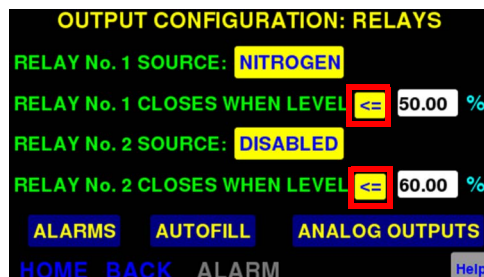 OUTPUT CONFIGURATION: RELAYS
RELAY No. 1 SOURCE: NITROGEN
RELAY No. 1 CLOSES WHEN LEVEL <= 50.00 %
RELAY No. 2 SOURCE: DISABLED
RELAY No. 2 CLOSES WHEN LEVEL <= 60.00 %
ALARMS AUTOFILL ANALOG OUTPUTS
HOME BACK ALARM Help